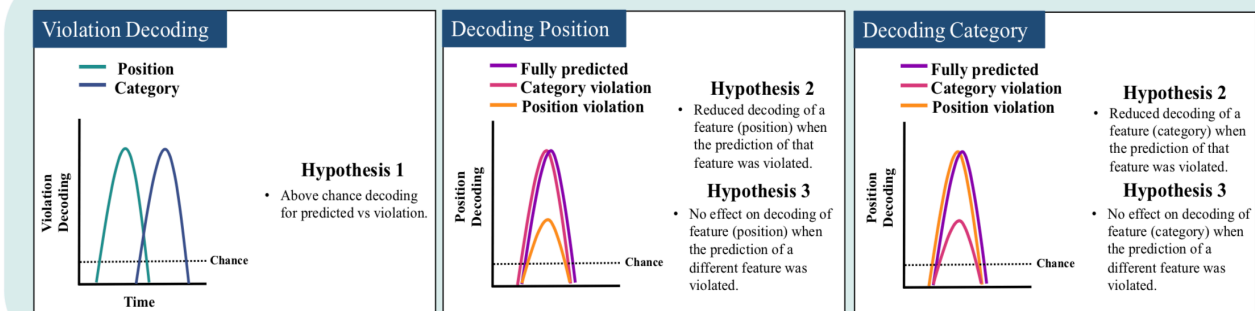 Violation Decoding
Position
Category
Violation
Decoding
Chance
Time
Hypothesis 1
• Above chance decoding
for predicted vs violation.
Decoding Position
Fully predicted
Category violation
Position violation
Position
Decoding
Chance
Hypothesis 2
• Reduced decoding of a
feature (position) when
the prediction of that
feature was violated.
Hypothesis 3
• No effect on decoding of
feature (position) when
the prediction of a
different feature was
violated.
Decoding Category
Fully predicted
Category violation
Position violation
Position
Decoding
Chance
Hypothesis 2
• Reduced decoding of a
feature (category) when
the prediction of that
feature was violated.
Hypothesis 3
• No effect on decoding of
feature (category) when
the prediction of a
different feature was
violated.